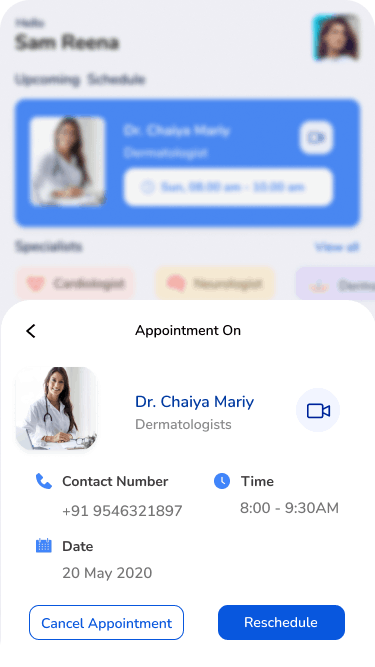 Hello
Sam Reena
Upcoming Schedule
Dr. Chaiya Mariy
Dermatologist
Sun, 08.00 am - 10.00 am
Specialists
View all
Cardiologist
Neurologist
Appointment On
Dr. Chaiya Mariy
Dermatologists
Contact Number
Time
+91 9546321897
8:00 - 9:30AM
Date
20 May 2020
Cancel Appointment
Reschedule